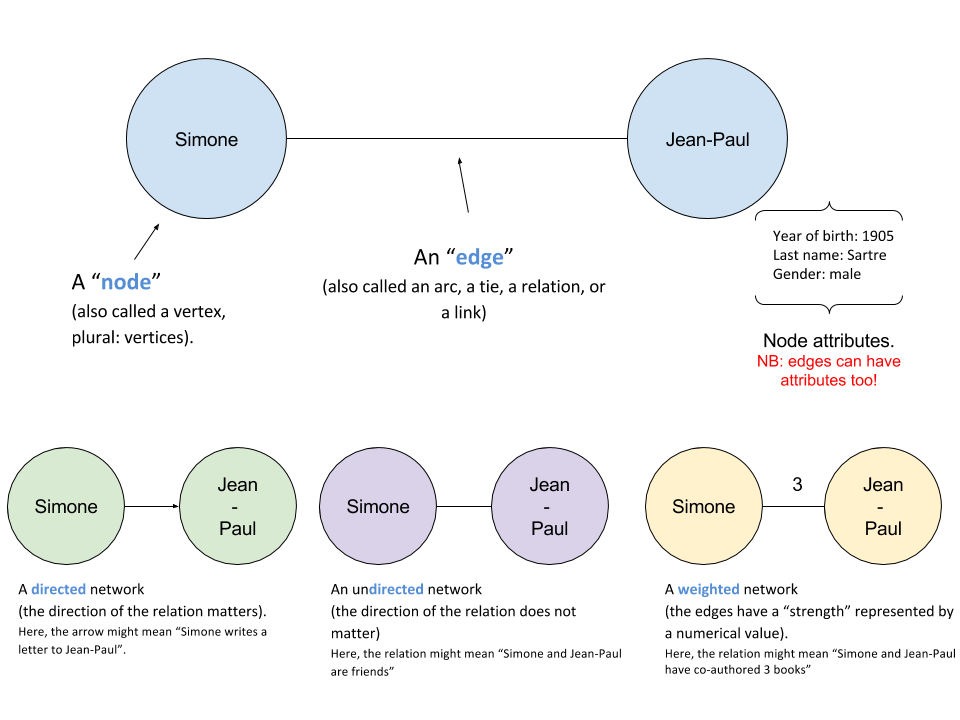 Simone
Jean-Paul
A “node”
(also called a vertex,
plural: vertices).
An “edge”
(also called an arc, a tie, a relation, or
a link)
Year of birth: 1905
Last name: Sartre
Gender: male
Node attributes.
NB: edges can have
attributes too!
Simone
Jean
-
Paul
A directed network
(the direction of the relation matters).
Here, the arrow might mean “Simone writes a
letter to Jean-Paul”.
Simone
Jean
-
Paul
An undirected network
(the direction of the relation does not
matter)
Here, the relation might mean “Simone and Jean-Paul
are friends”
Simone
3
Jean
-
Paul
A weighted network
(the edges have a “strength” represented by
a numerical value).
Here, the relation might mean “Simone and Jean-Paul
have co-authored 3 books”